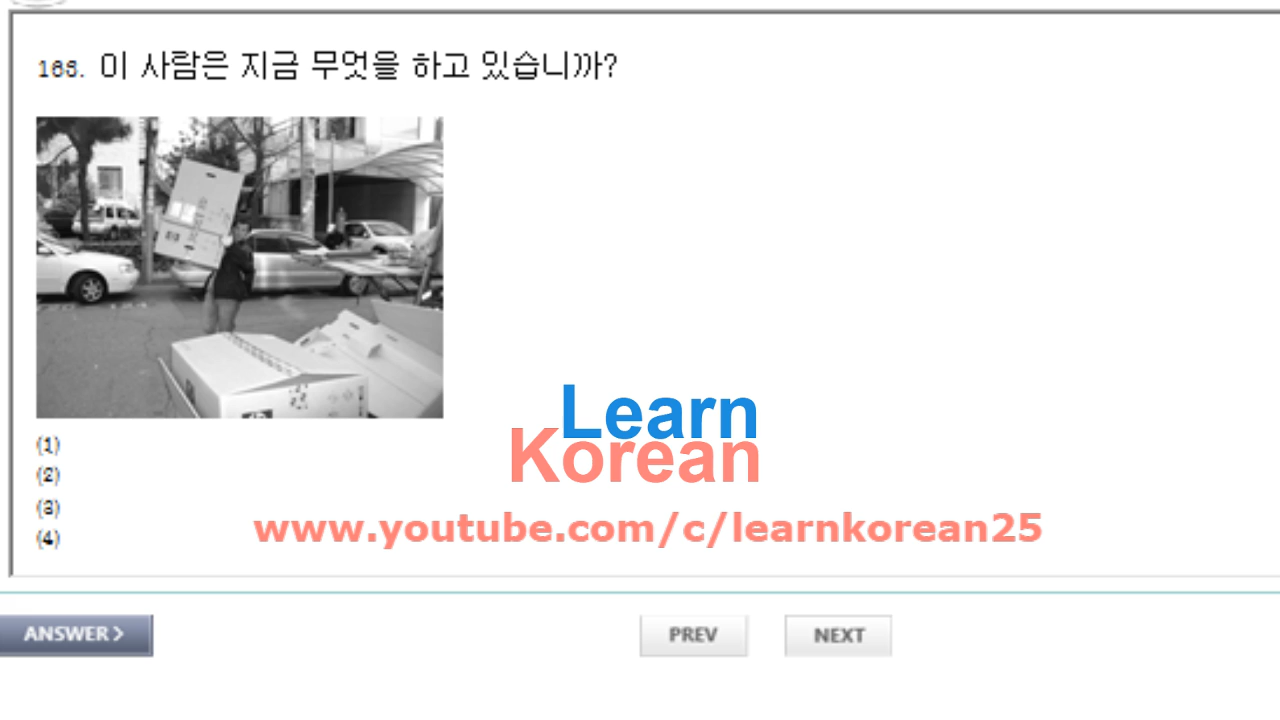 165. 이 사람은 지금 무엇을 하고 있습니까?
(1)
(2)
(3)
(4)
Learn
Korean
www.youtube.com/c/learnkorean25
ANSWER >
PREV
NEXT